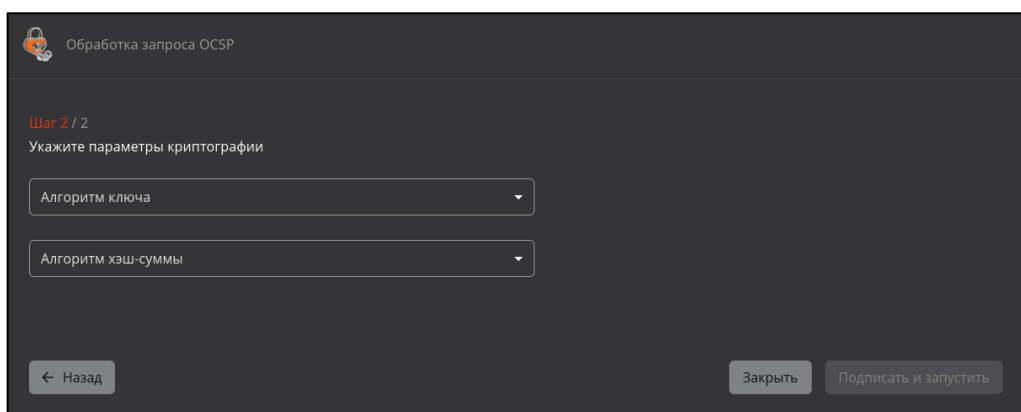 Обработка запроса OCSP
Шаг 2 / 2
Укажите параметры криптографии
Алгоритм ключа
Алгоритм хэш-суммы
← Назад
Закрыть
Подписать и запустить